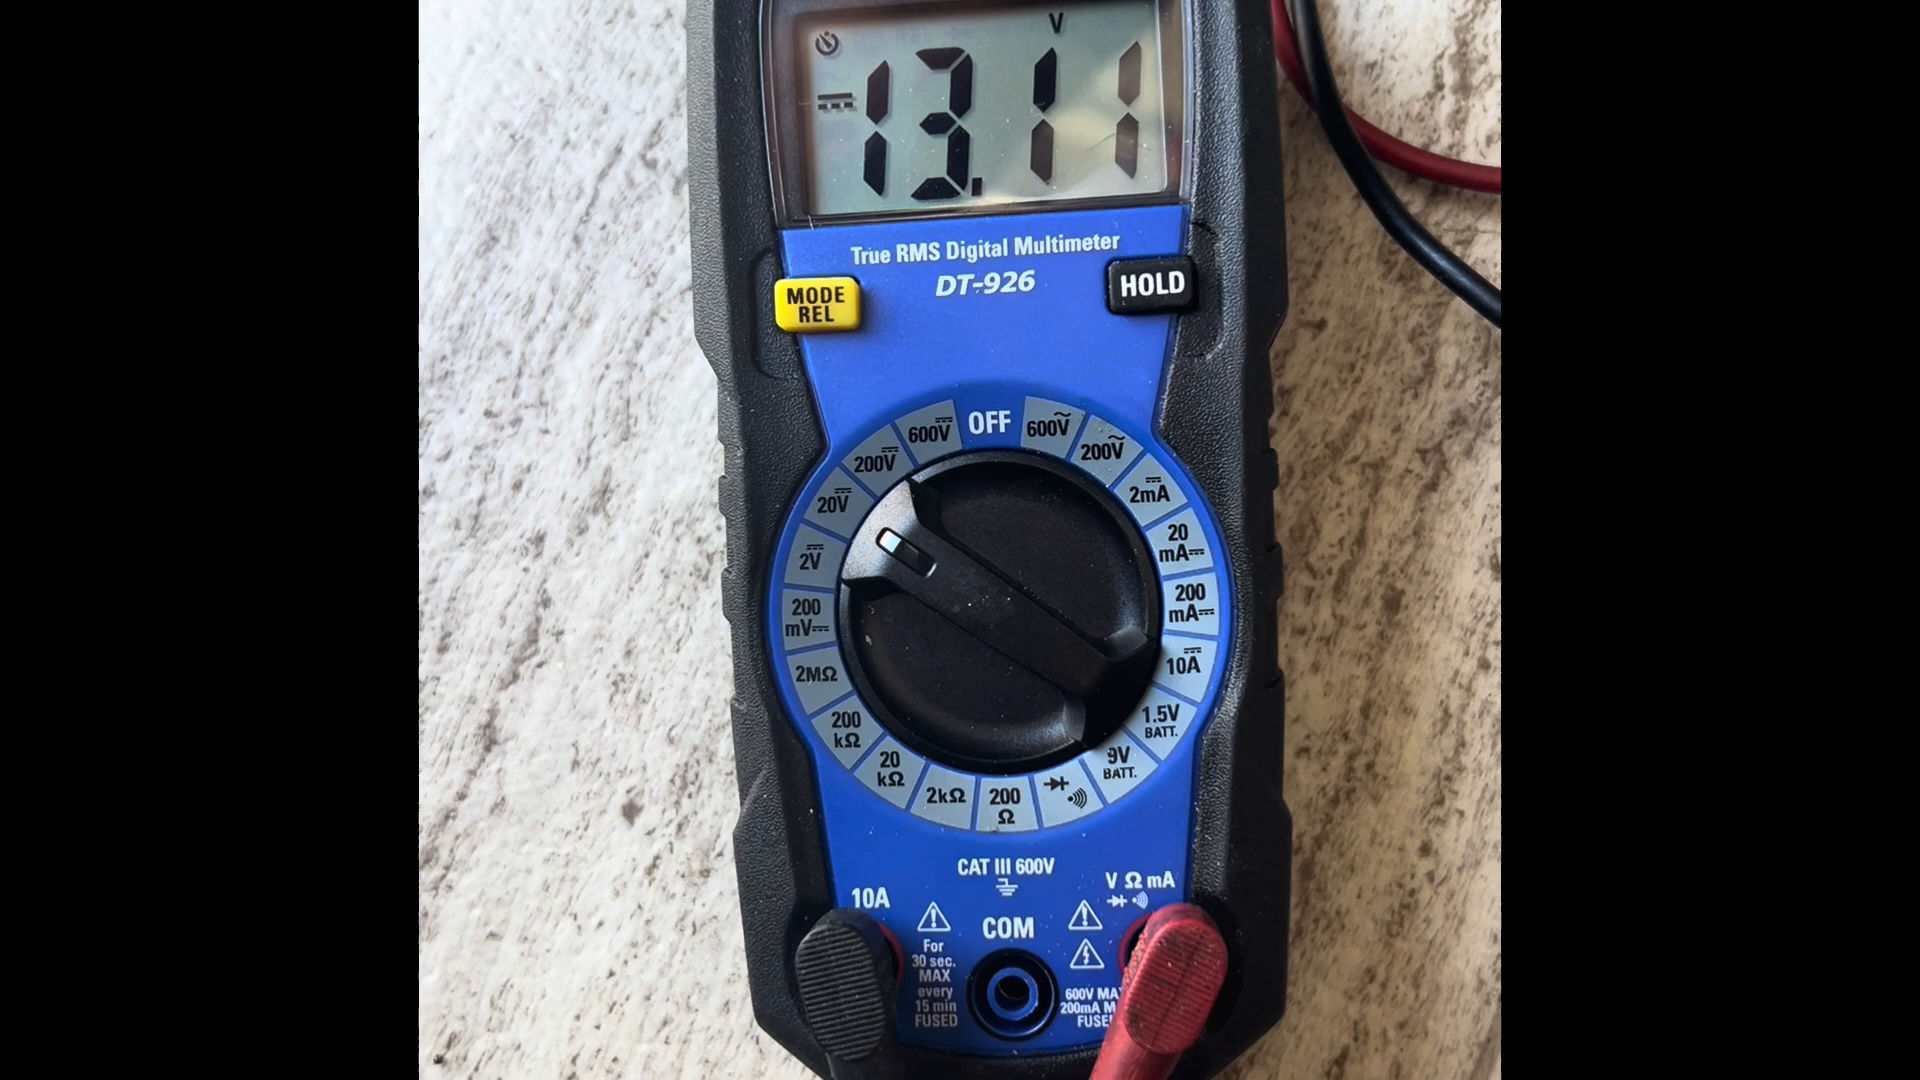 V
13.11
True RMS Digital Multimeter
DT-926
MODE
REL
HOLD
OFF
600V
200V
20V
2V
200
mV
2MΩ
200
kΩ
20
kΩ
2kΩ
200
Ω
9V
BATT.
1.5V
BATT.
10A
200
mA
20
mA
2mA
200V~
600V~
CAT III 600V
10A
COM
V Ω mA
For
30 sec.
MAX
every
15 min
FUSED
600V MA
200mA M
FUSE